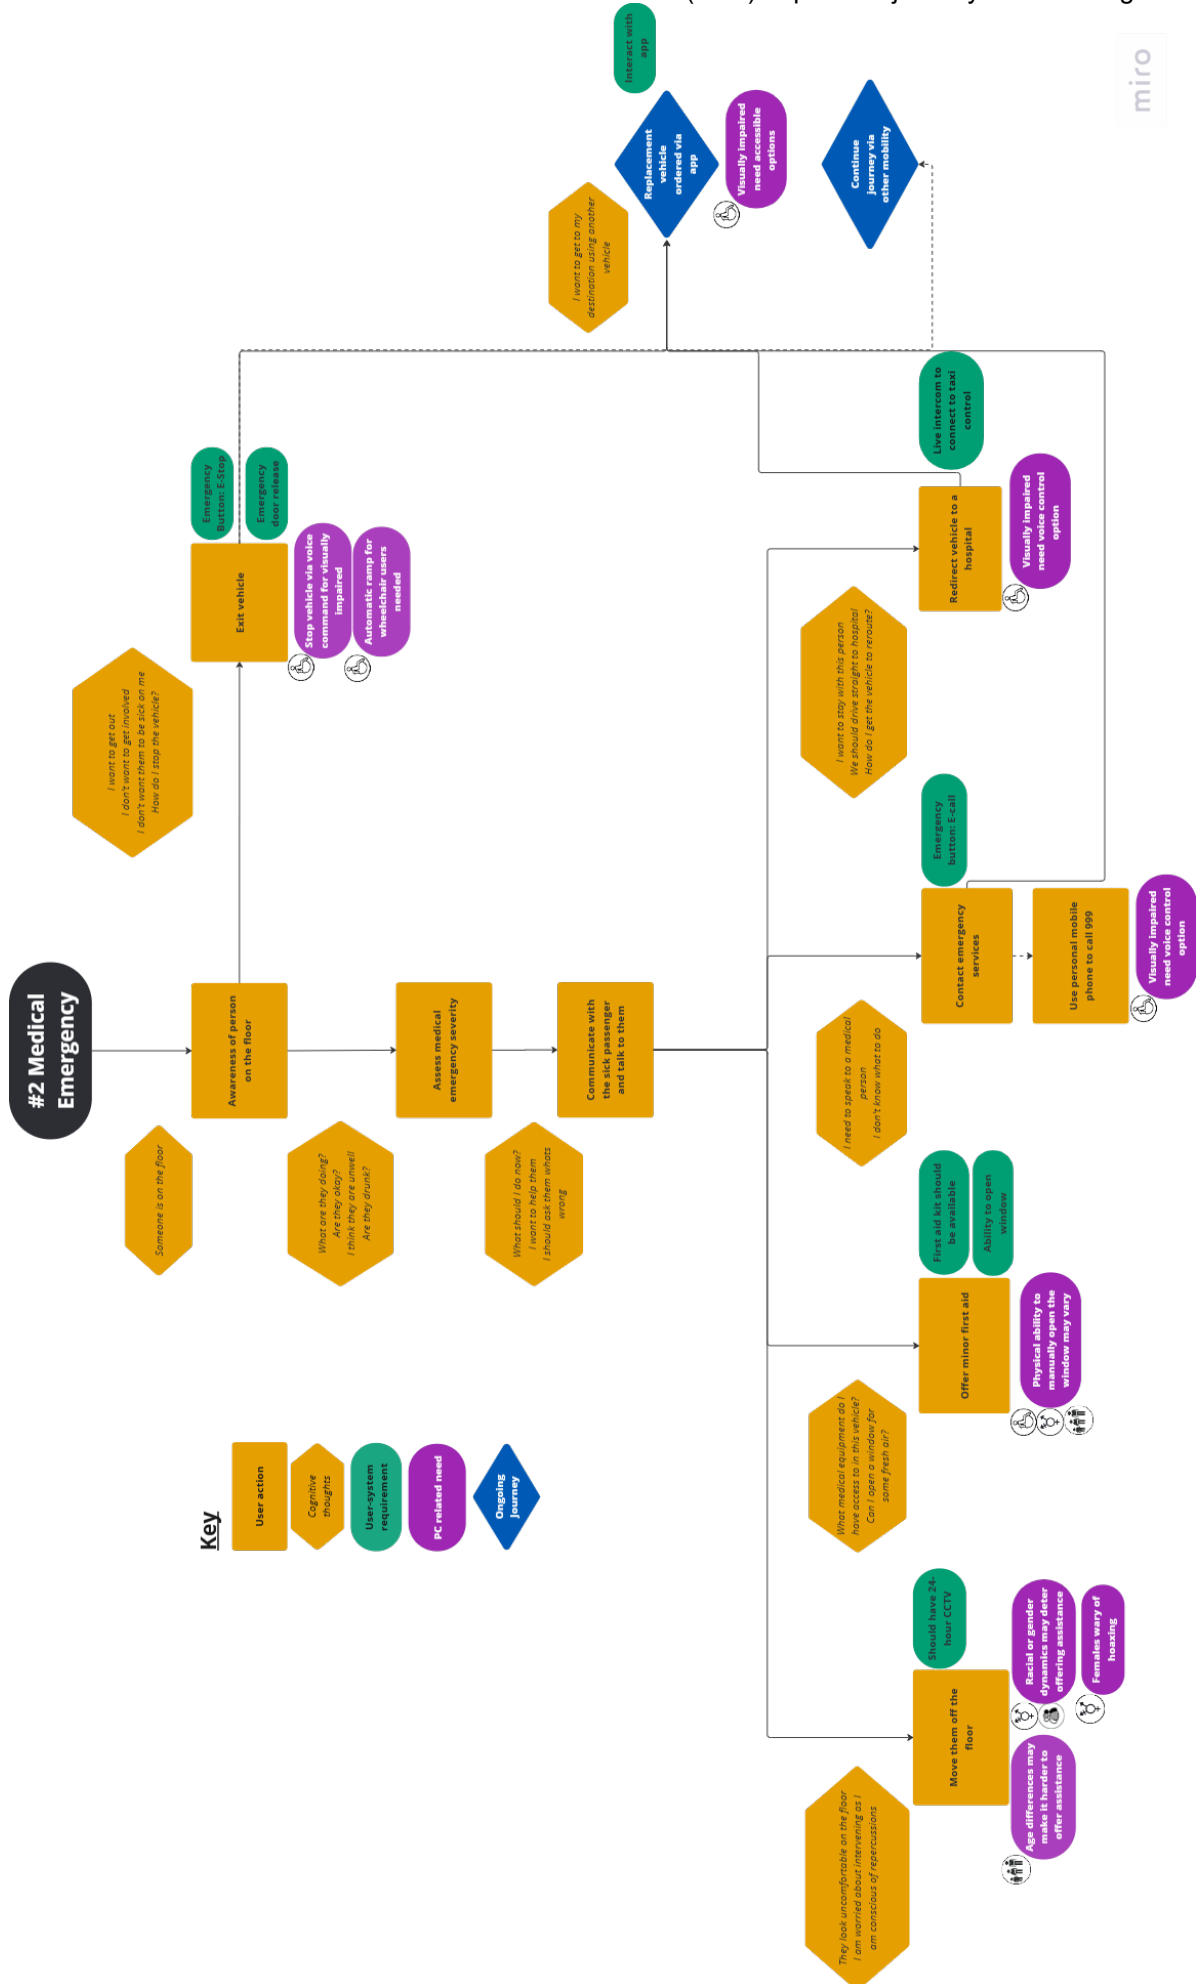 #2 Medical
Emergency
Someone is on the floor
Awareness of person
on the floor
What are they doing?
Are they okay?
I think they are unwell
Are they drunk?
Assess medical
emergency severity
What should I do now?
I want to help them
I should ask them whats
wrong
Communicate with
the sick passenger
and talk to them
I want to get out
I don't want to get involved
I don't want them to be sick on me
How do I stop the vehicle?
Exit vehicle
Emergency
Button: E-Stop
Emergency
door release
Stop vehicle via voice
command for visually
impaired
Automatic ramp for
wheelchair users
needed
They look uncomfortable on the floor
I am worried about intervening as I
am conscious of repercussions
Move them off the
floor
Should have 24-
hour CCTV
Age differences may
make it harder to
offer assistance
Racial or gender
dynamics may deter
offering assistance
Females wary of
hoaxing
What medical equipment do I
have access to in this vehicle?
Can I open a window for
some fresh air?
Offer minor first aid
First aid kit should
be available
Ability to open
window
Physical ability to
manually open the
window may vary
I need to speak to a medical
person
I don't know what to do
Contact emergency
services
Emergency
button: E-call
Use personal mobile
phone to call 999
Visually impaired
need voice control
option
I want to stay with this person
We should drive straight to hospital
How do I get the vehicle to reroute?
Redirect vehicle to a
hospital
Live intercom to
connect to taxi
control
Visually impaired
need voice control
option
I want to get to my
destination using another
vehicle
Replacement
vehicle
ordered via
app
Interact with
app
Visually impaired
need accessible
options
Continue
journey via
other mobility
Key
User action
Cognitive
thoughts
User-system
requirement
PC related need
Ongoing
journey
miro